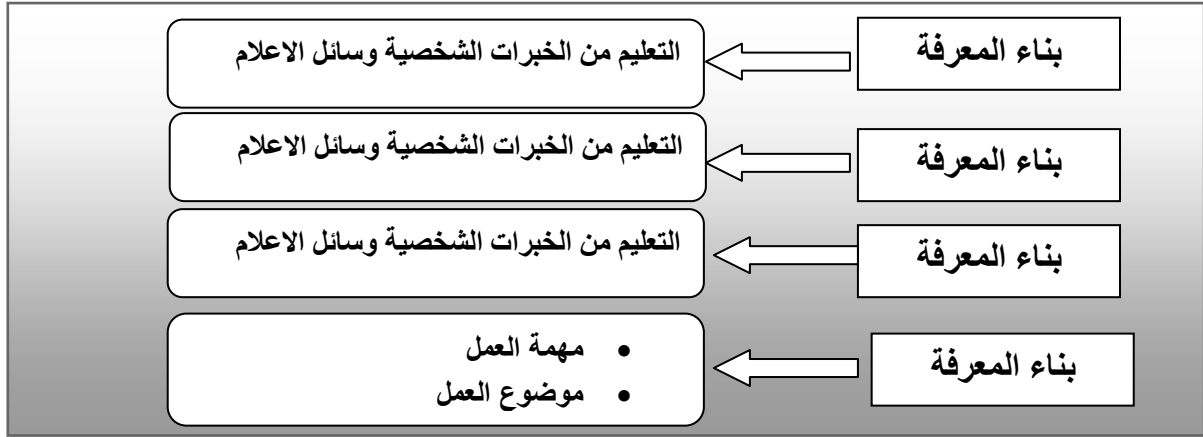 بناء المعرفة
التعليم من الخبرات الشخصية وسائل الاعلام
بناء المعرفة
التعليم من الخبرات الشخصية وسائل الاعلام
بناء المعرفة
التعليم من الخبرات الشخصية وسائل الاعلام
بناء المعرفة
• مهمة العمل
• موضوع العمل